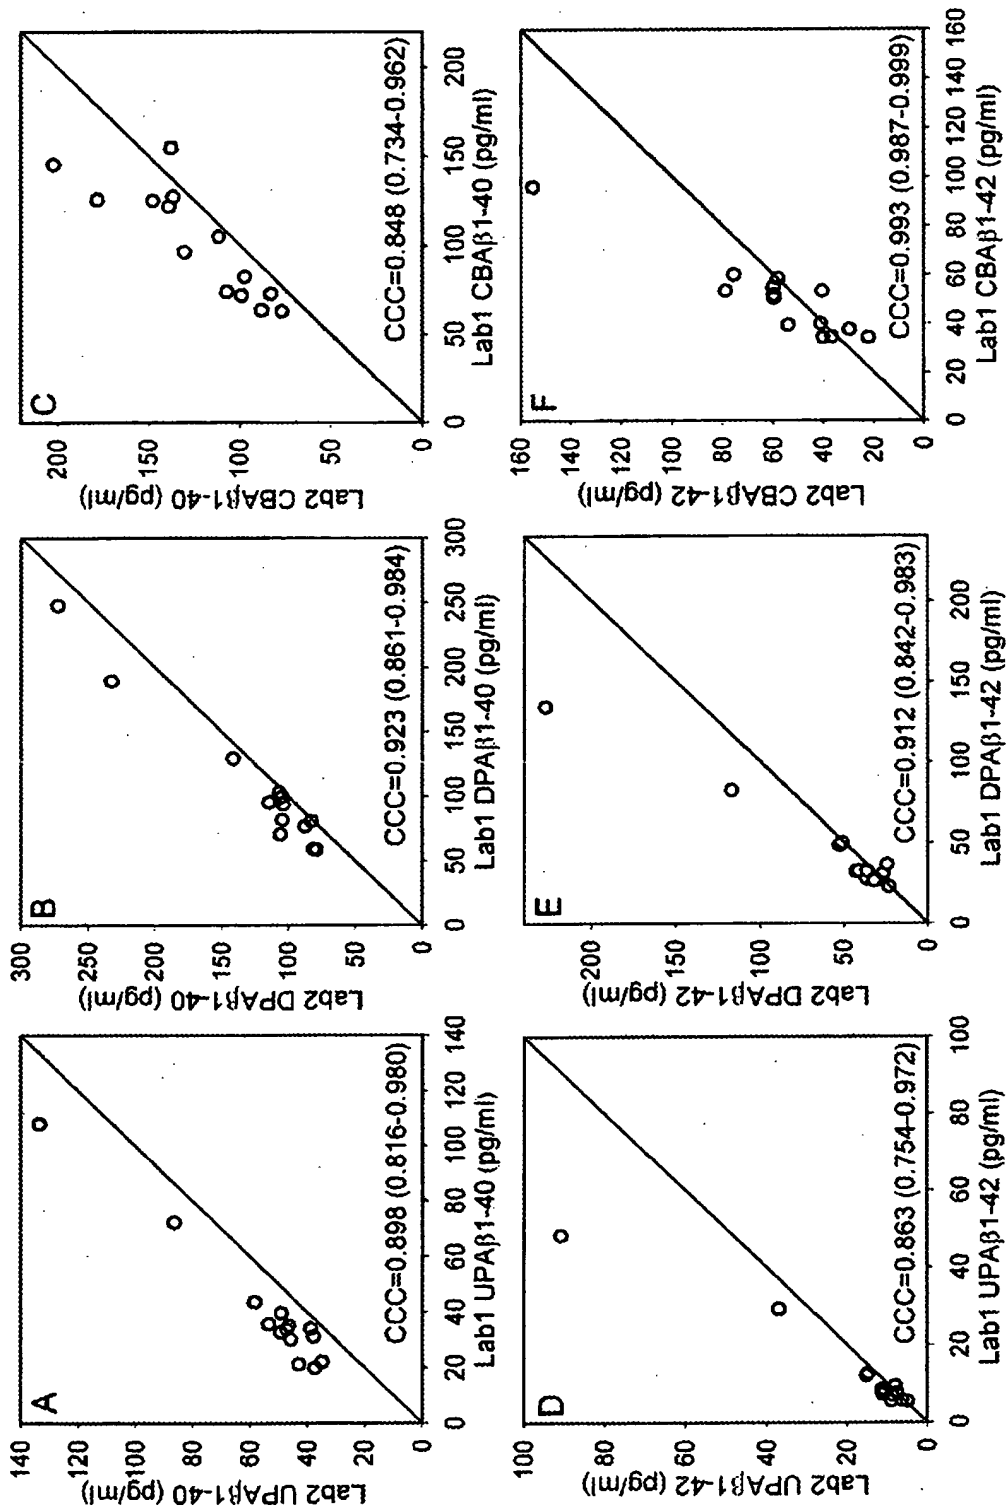 A
140
120
100
80
60
40
20
0
Lab2 UPAβ1-40 (pg/ml)
CCC=0.898 (0.816-0.980)
0 20 40 60 80 100 120 140
Lab1 UPAβ1-40 (pg/ml)
B
300
250
200
150
100
50
0
Lab2 DPAβ1-40 (pg/ml)
CCC=0.923 (0.861-0.984)
0 50 100 150 200 250 300
Lab1 DPAβ1-40 (pg/ml)
C
200
150
100
50
0
Lab2 CBAβ1-40 (pg/ml)
CCC=0.848 (0.734-0.962)
0 50 100 150 200
Lab1 CBAβ1-40 (pg/ml)
D
100
80
60
40
20
0
Lab2 UPAβ1-42 (pg/ml)
CCC=0.863 (0.754-0.972)
0 20 40 60 80 100
Lab1 UPAβ1-42 (pg/ml)
E
200
150
100
50
0
Lab2 DPAβ1-42 (pg/ml)
CCC=0.912 (0.842-0.983)
0 50 100 150 200
Lab1 DPAβ1-42 (pg/ml)
F
160
140
120
100
80
60
40
20
0
Lab2 CBAβ1-42 (pg/ml)
CCC=0.993 (0.987-0.999)
0 20 40 60 80 100 120 140 160
Lab1 CBAβ1-42 (pg/ml)